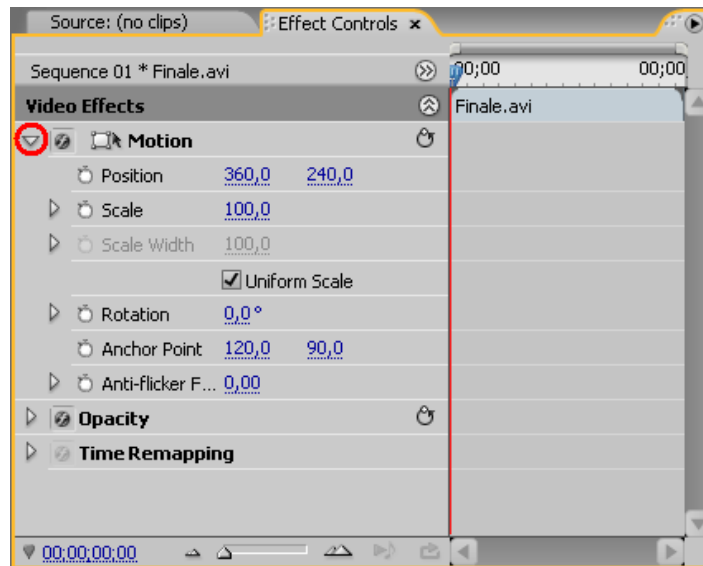 Source: (no clips) Effect Controls x
Sequence 01 * Finale.avi 00;00 00;00
Video Effects Finale.avi
Motion
Position 360,0 240,0
Scale 100,0
Scale Width 100,0
Uniform Scale
Rotation 0,0°
Anchor Point 120,0 90,0
Anti-flicker F... 0,00
Opacity
Time Remapping
00;00;00;00